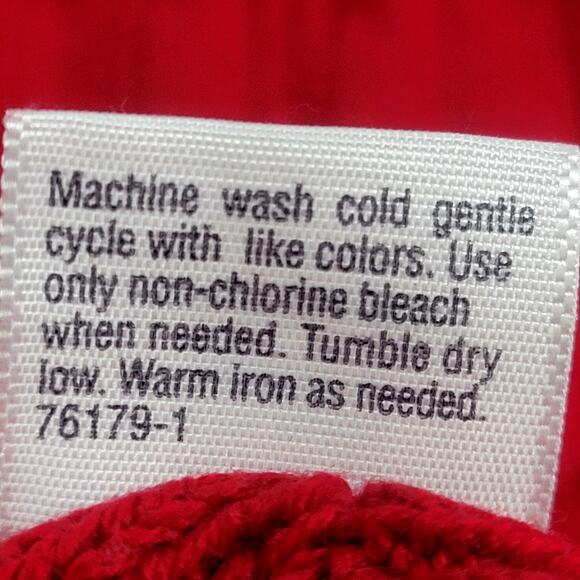 Machine wash cold gentle
cycle with like colors. Use
only non-chlorine bleach
when needed. Tumble dry
low. Warm iron as needed.
76179-1